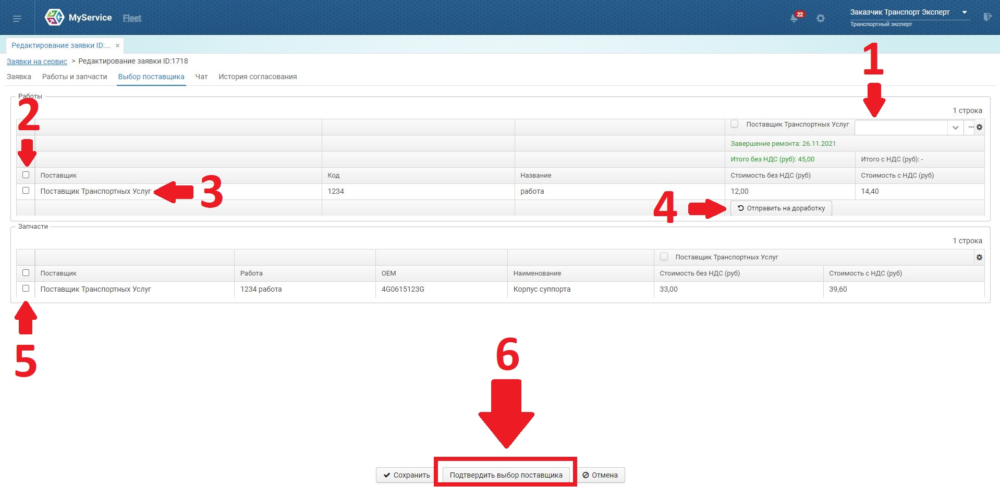 MyService Fleet 22 Заказчик Транспорт Эксперт
Транспортный эксперт
Редактирование заявки ID:... ×
Заявки на сервис > Редактирование заявки ID:1718
1
Заявка Работы и запчасти Выбор поставщика Чат История согласования
Работы
2
1 строка
Поставщик Транспортных Услуг
Завершение ремонта: 26.11.2021
Итого без НДС (руб): 45,00 Итого с НДС (руб): -
Поставщик Код Название Стоимость без НДС (руб) Стоимость с НДС (руб)
Поставщик Транспортных Услуг 3 1234 работа 12,00 14,40
4 Отправить на доработку
Запчасти
1 строка
Поставщик Транспортных Услуг
Поставщик Работа OEM Наименование Стоимость без НДС (руб) Стоимость с НДС (руб)
Поставщик Транспортных Услуг 1234 работа 4G0615123G Корпус суппорта 33,00 39,60
5
6
Сохранить Подтвердить выбор поставщика Отмена